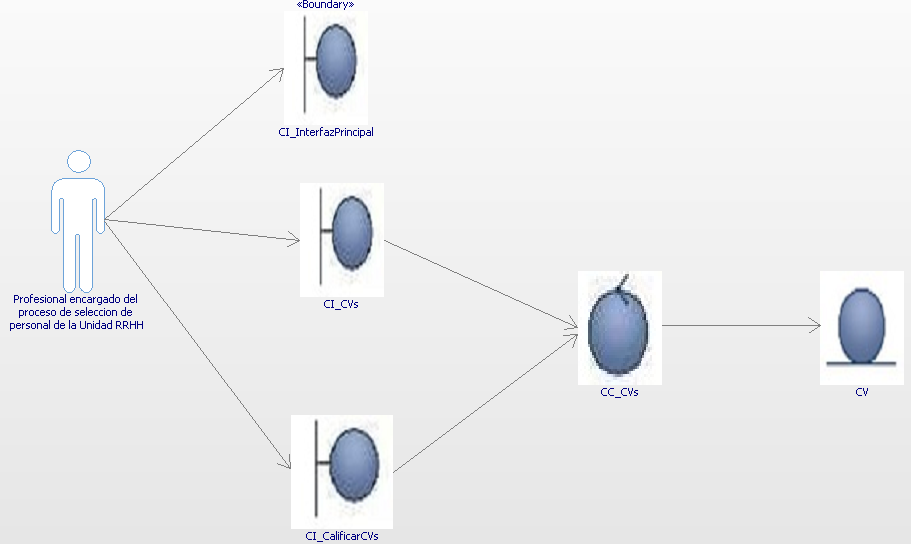 «Boundary»
CI_InterfazPrincipal
Profesional encargado del
proceso de seleccion de
personal de la Unidad RRHH
CI_CVs
CC_CVs
CV
CI_CalificarCVs